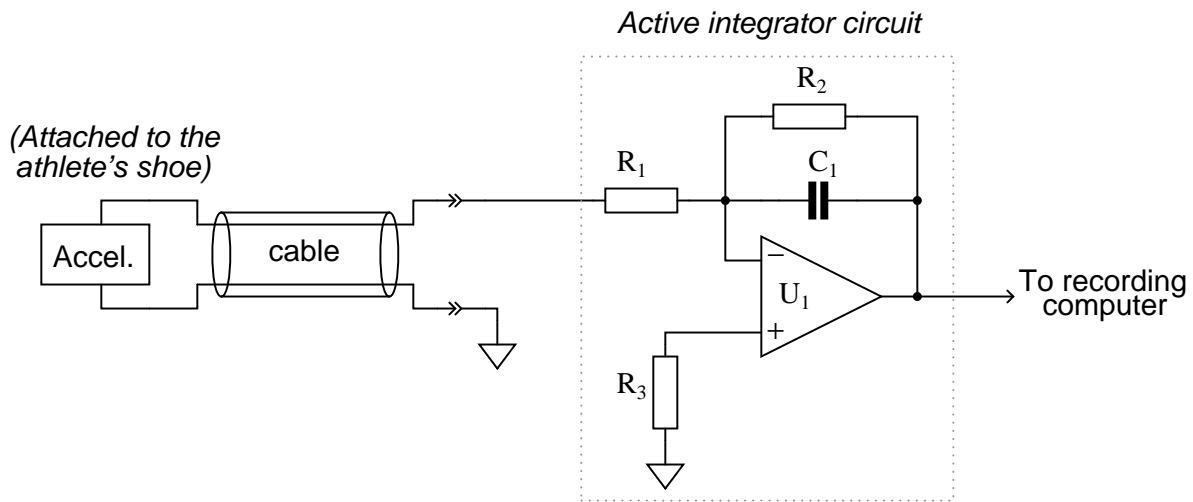 Active integrator circuit
R2
(Attached to the
athlete's shoe)
R1
C1
Accel.
cable
−
U1
+
To recording
computer
R3